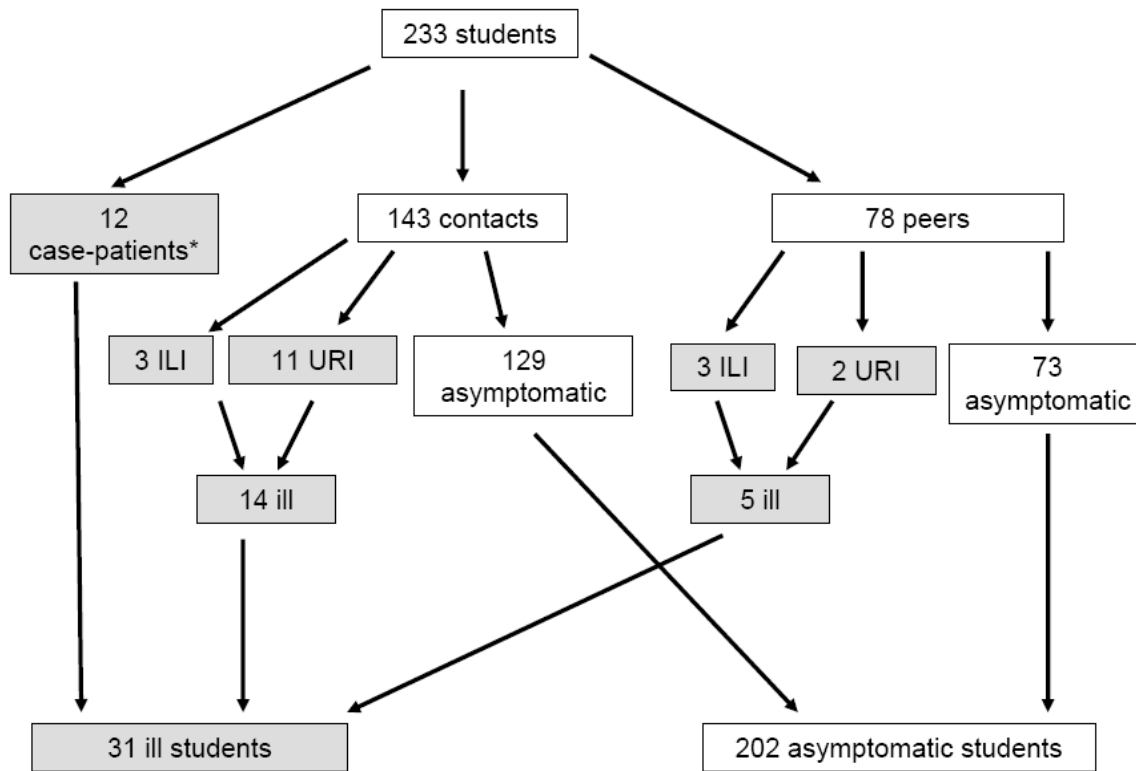 233 students
12
case-patients*
143 contacts
78 peers
3 ILI
11 URI
129
asymptomatic
3 ILI
2 URI
73
asymptomatic
14 ill
5 ill
31 ill students
202 asymptomatic students